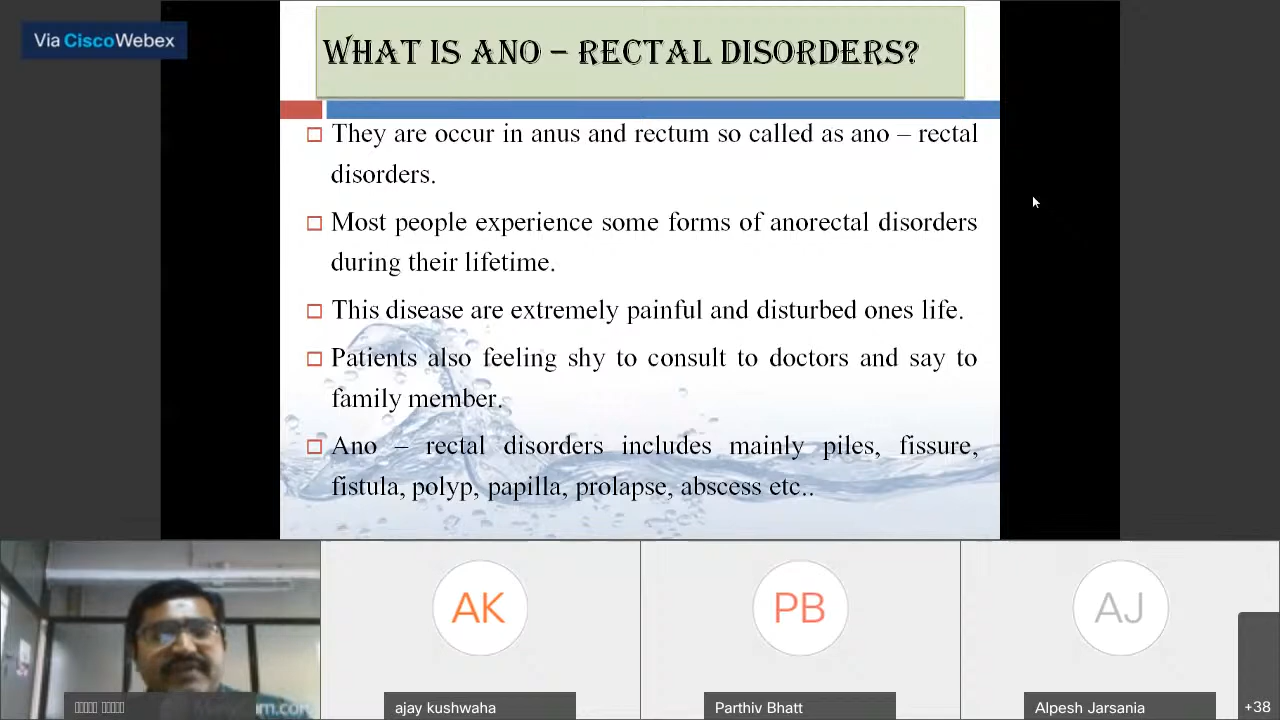 Via CiscoWebex
WHAT IS ANO – RECTAL DISORDERS?
They are occur in anus and rectum so called as ano – rectal
disorders.
Most people experience some forms of anorectal disorders
during their lifetime.
This disease are extremely painful and disturbed ones life.
Patients also feeling shy to consult to doctors and say to
family member.
Ano – rectal disorders includes mainly piles, fissure,
fistula, polyp, papilla, prolapse, abscess etc..
AK
PB
AJ
ajay kushwaha
Parthiv Bhatt
Alpesh Jarsania
+38